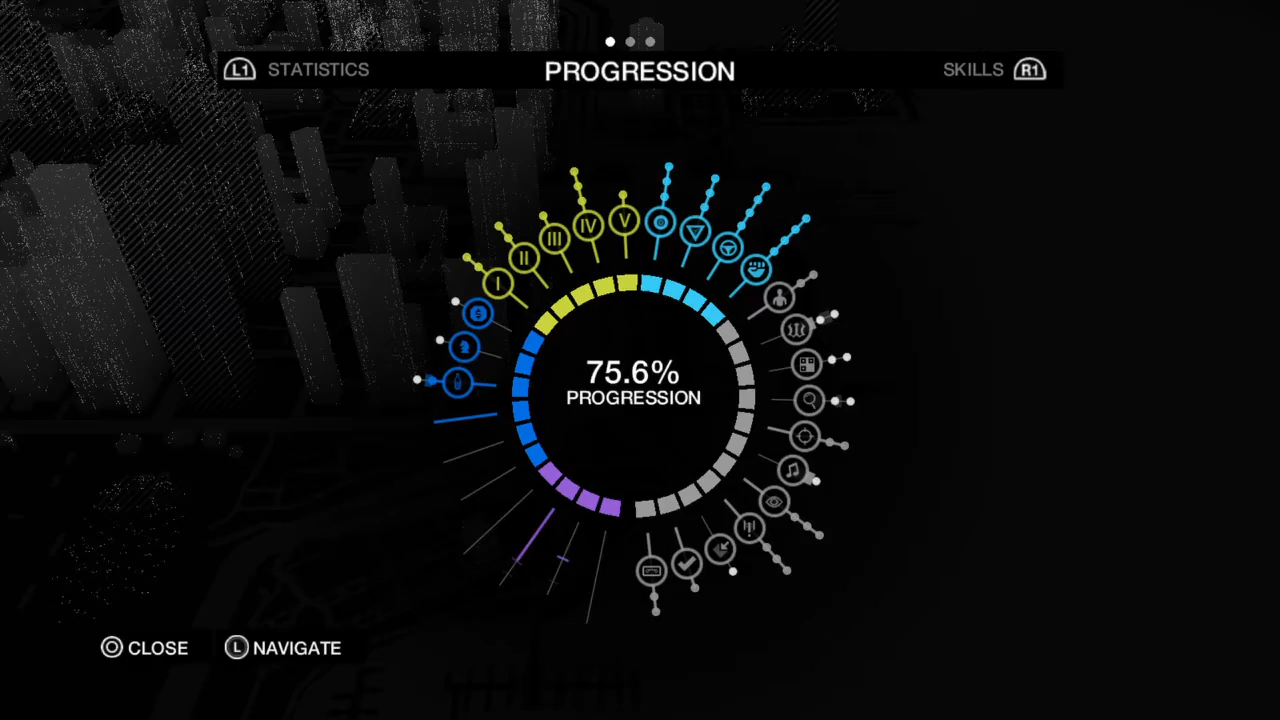 L1 STATISTICS
PROGRESSION
SKILLS R1
I
II
III
IV
V
$
75.6%
PROGRESSION
CLOSE
L NAVIGATE